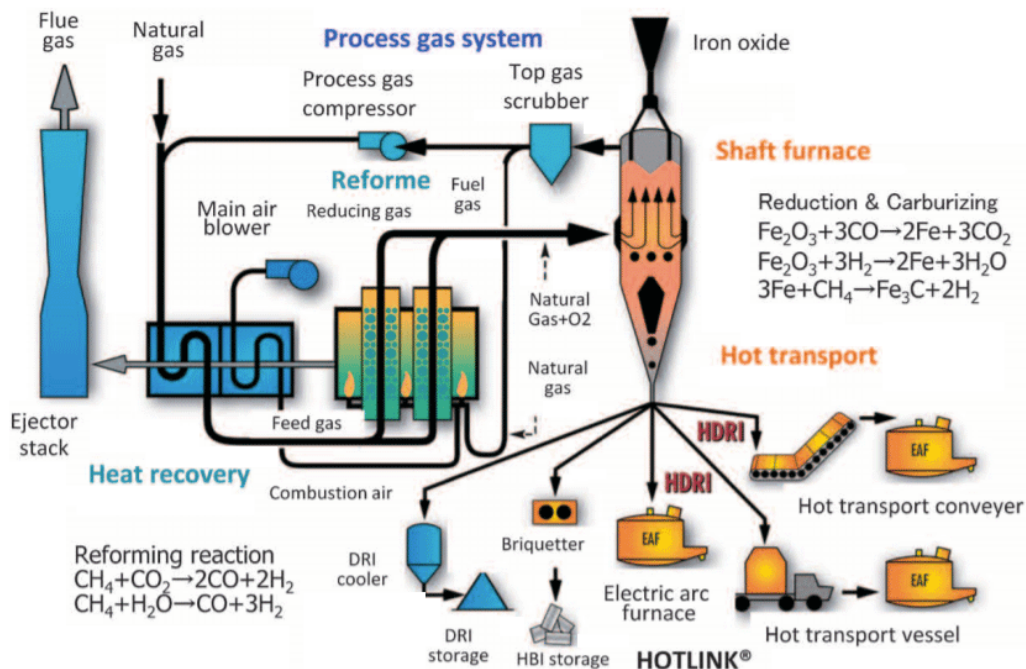 Flue
gas
Natural
gas
Process gas system
Iron oxide
Process gas
compressor
Top gas
scrubber
Shaft furnace
Reforme
Reducing gas
Fuel
gas
Main air
blower
Reduction & Carburizing
Fe₂O₃+3CO→2Fe+3CO₂
Fe₂O₃+3H₂→2Fe+3H₂O
3Fe+CH₄→Fe₃C+2H₂
Natural
Gas+O2
Hot transport
Natural
gas
Ejector
stack
Feed gas
Heat recovery
Combustion air
HDRI
EAF
Hot transport conveyer
HDRI
Reforming reaction
CH₄+CO₂→2CO+2H₂
CH₄+H₂O→CO+3H₂
DRI
cooler
Briquetter
EAF
Electric arc
furnace
EAF
Hot transport vessel
DRI
storage
HBI storage
HOTLINK®